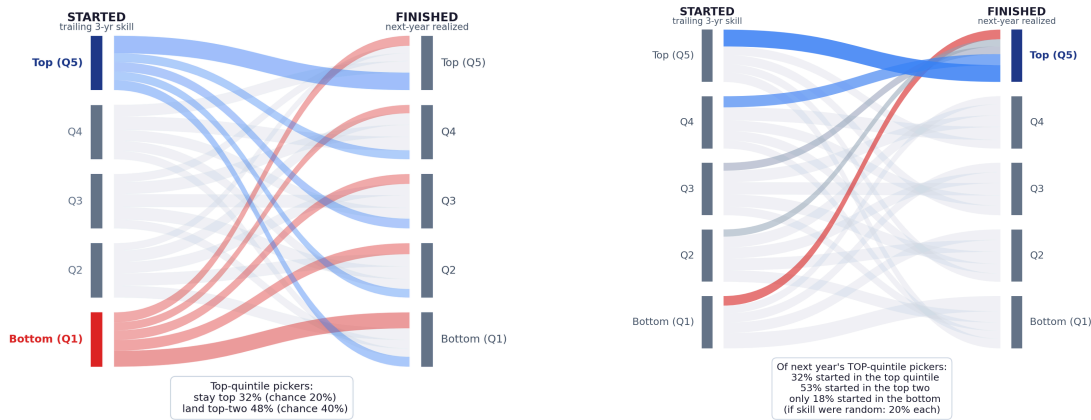 STARTED
trailing 3-yr skill
FINISHED
next-year realized
Top (Q5)
Q4
Q3
Q2
Bottom (Q1)
Top (Q5)
Q4
Q3
Q2
Bottom (Q1)
Top-quintile pickers:
stay top 32% (chance 20%)
land top-two 48% (chance 40%)
STARTED
trailing 3-yr skill
FINISHED
next-year realized
Top (Q5)
Q4
Q3
Q2
Bottom (Q1)
Top (Q5)
Q4
Q3
Q2
Bottom (Q1)
Of next year's TOP-quintile pickers:
32% started in the top quintile
53% started in the top two
only 18% started in the bottom
(if skill were random: 20% each)